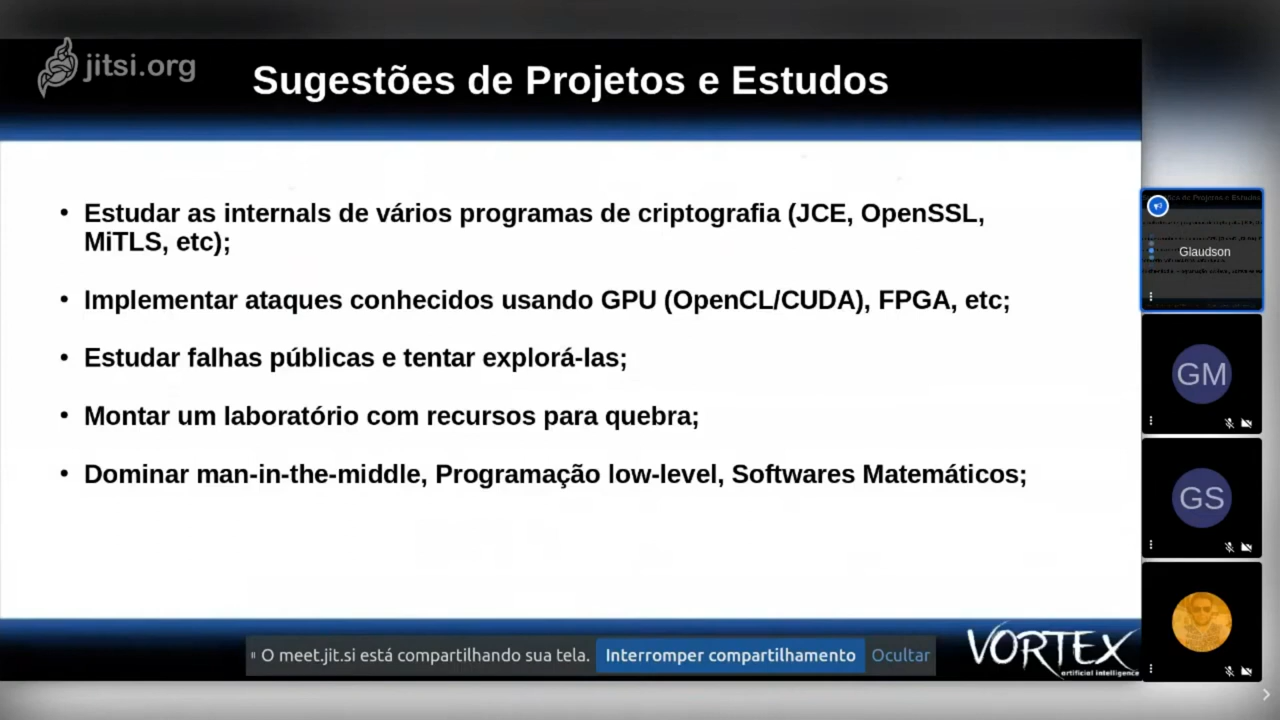 jitsi.org
Sugestões de Projetos e Estudos
• Estudar as internals de vários programas de criptografia (JCE, OpenSSL,
MiTLS, etc);
• Implementar ataques conhecidos usando GPU (OpenCL/CUDA), FPGA, etc;
• Estudar falhas públicas e tentar explorá-las;
• Montar um laboratório com recursos para quebra;
• Dominar man-in-the-middle, Programação low-level, Softwares Matemáticos;
Glaudson
GM
GS
O meet.jit.si está compartilhando sua tela. Interromper compartilhamento Ocultar
VORTEX
artificial intelligence